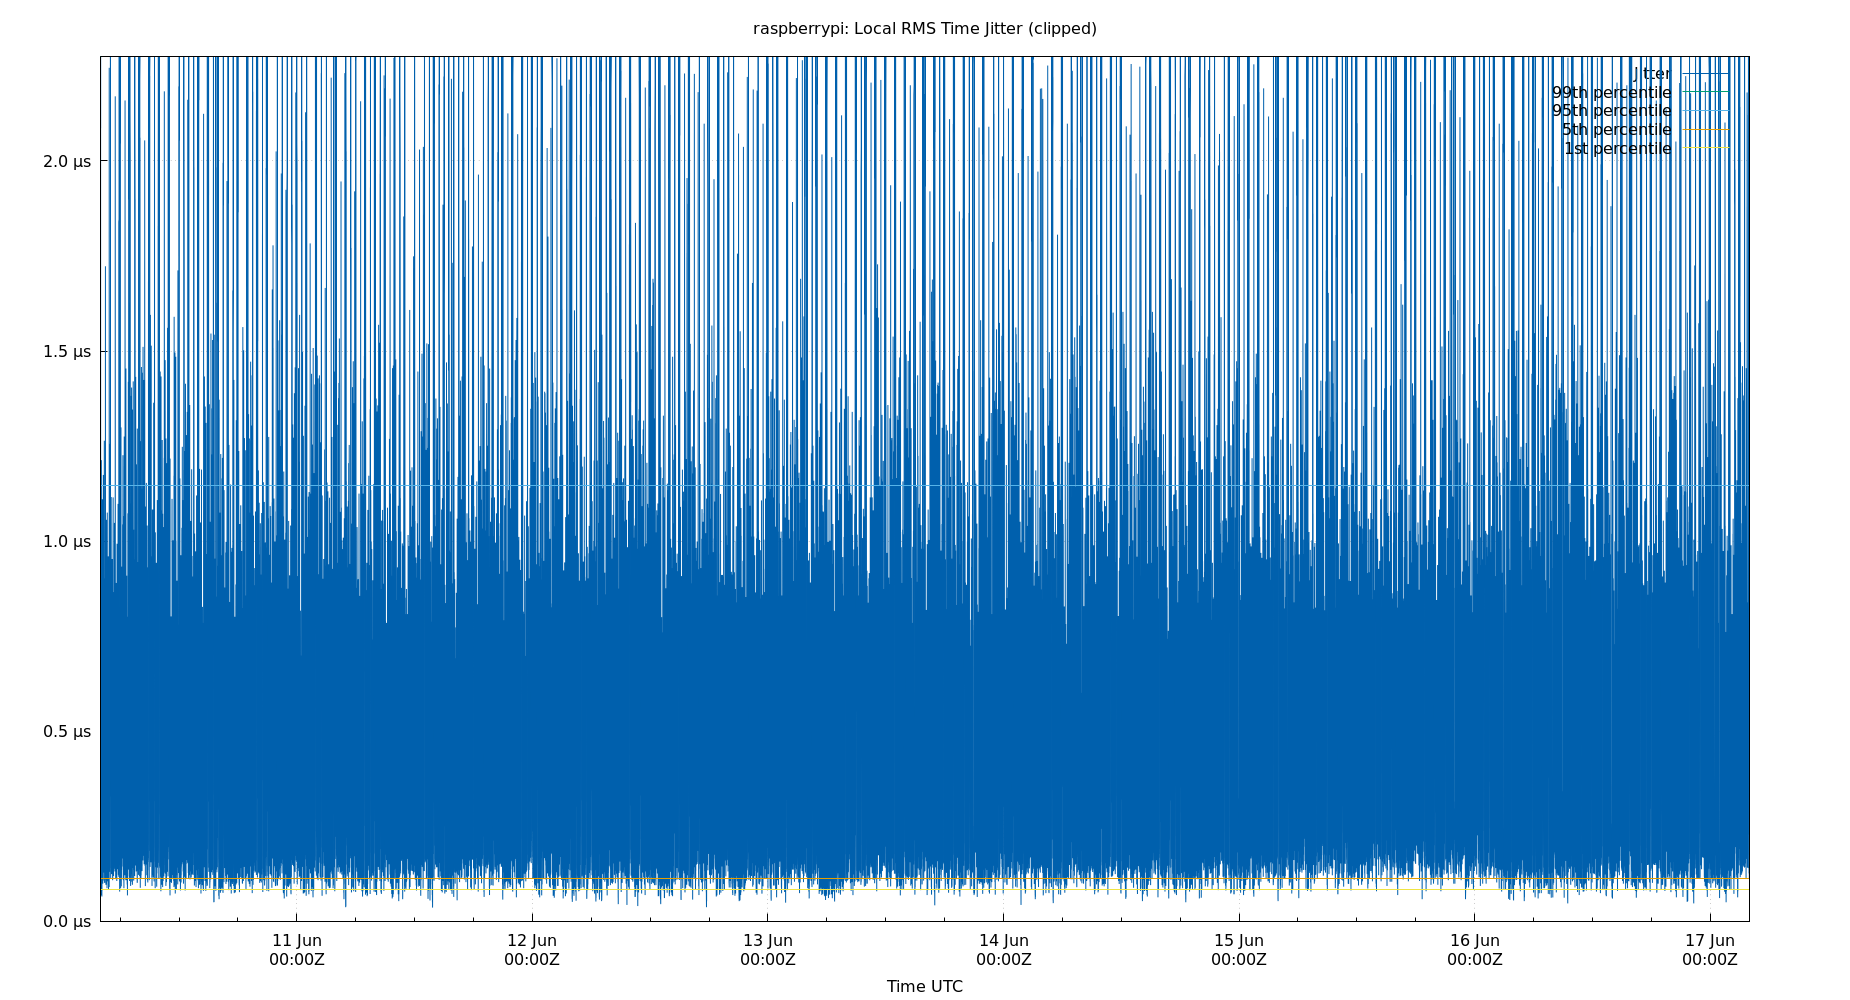 raspberrypi: Local RMS Time Jitter (clipped)
Jitter
99th percentile
95th percentile
5th percentile
1st percentile
2.0 μs
1.5 μs
1.0 μs
0.5 μs
0.0 μs
11 Jun 12 Jun 13 Jun 14 Jun 15 Jun 16 Jun 17 Jun
00:00Z 00:00Z 00:00Z 00:00Z 00:00Z 00:00Z 00:00Z
Time UTC